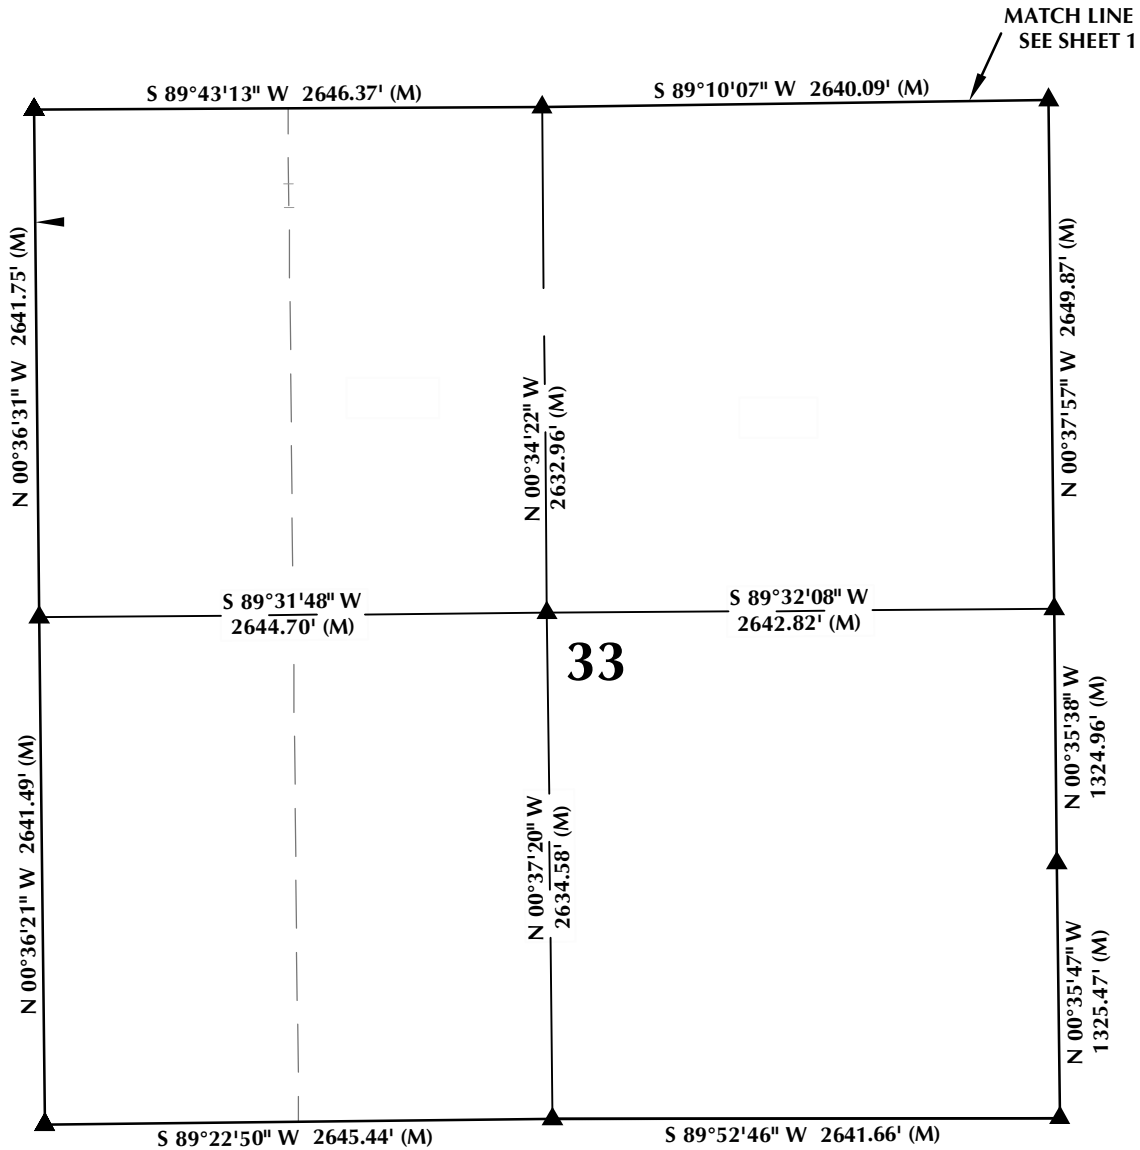 MATCH LINE
SEE SHEET 1
S 89°43'13" W 2646.37' (M)
S 89°10'07" W 2640.09' (M)
N 00°36'31" W 2641.75' (M)
N 00°34'22" W
2632.96' (M)
N 00°37'57" W 2649.87' (M)
S 89°31'48" W
2644.70' (M)
S 89°32'08" W
2642.82' (M)
33
N 00°36'21" W 2641.49' (M)
N 00°37'20" W
2634.58' (M)
N 00°35'38" W
1324.96' (M)
N 00°35'47" W
1325.47' (M)
S 89°22'50" W 2645.44' (M)
S 89°52'46" W 2641.66' (M)